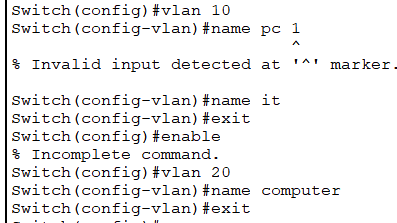 Switch(config)#vlan 10
Switch(config-vlan)#name pc 1
^
% Invalid input detected at '^' marker.
Switch(config-vlan)#name it
Switch(config-vlan)#exit
Switch(config)#enable
% Incomplete command.
Switch(config)#vlan 20
Switch(config-vlan)#name computer
Switch(config-vlan)#exit